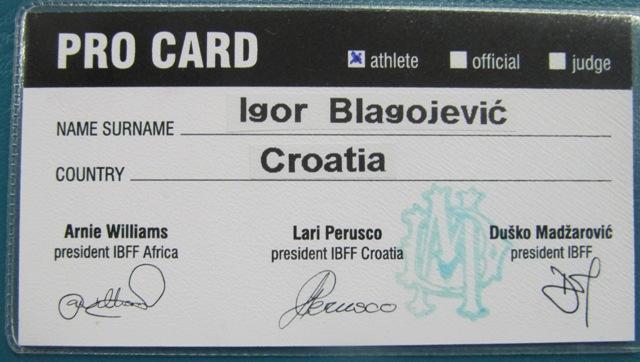 PRO CARD athlete official judge
NAME SURNAME Igor Blagojević
COUNTRY Croatia
Arnie Williams Lari Perusco Duško Madžarović
president IBFF Africa president IBFF Croatia president IBFF
Perusco